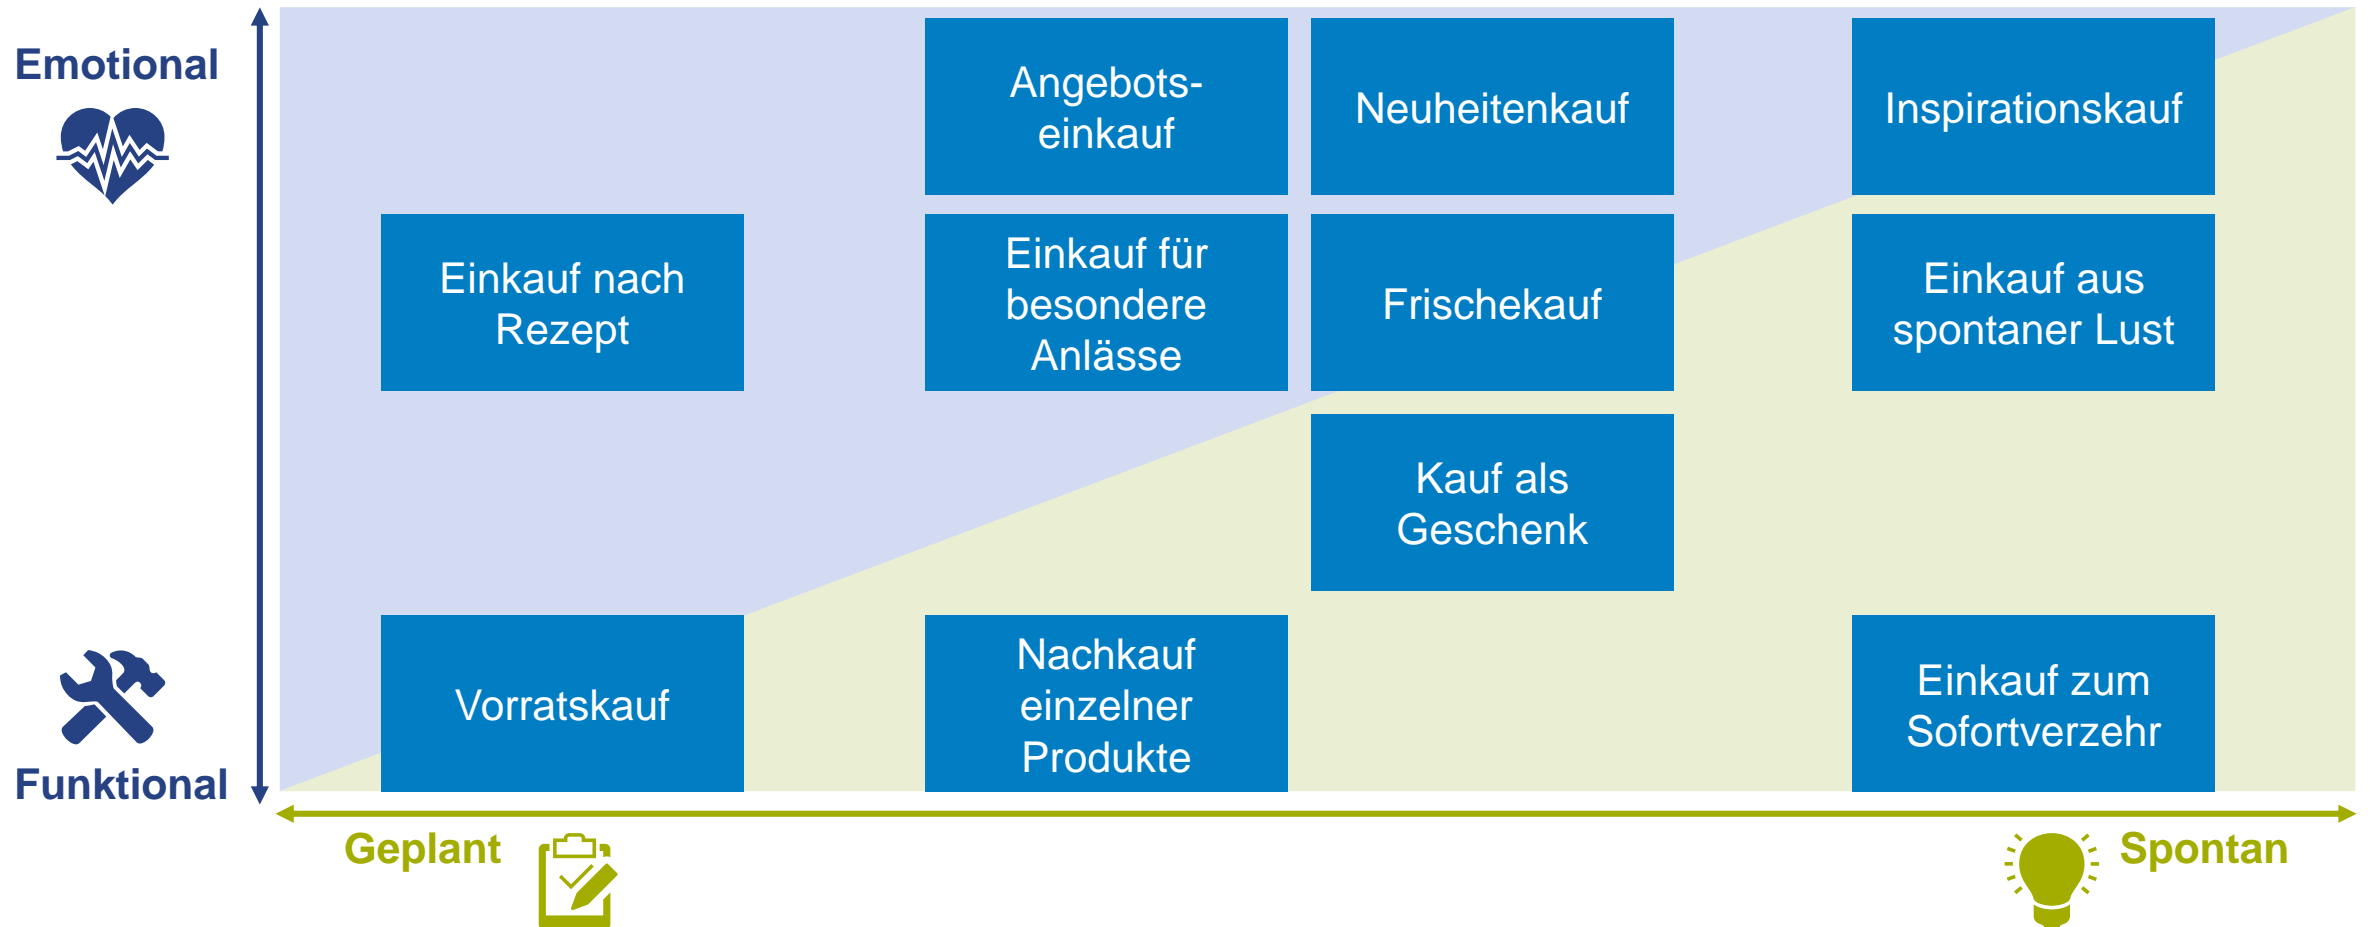 Emotional
Angebots-
einkauf
Neuheitenkauf
Inspirationskauf
Einkauf nach
Rezept
Einkauf für
besondere
Anlässe
Frischekauf
Einkauf aus
spontaner Lust
Kauf als
Geschenk
Vorratskauf
Nachkauf
einzelner
Produkte
Einkauf zum
Sofortverzehr
Funktional
Geplant
Spontan